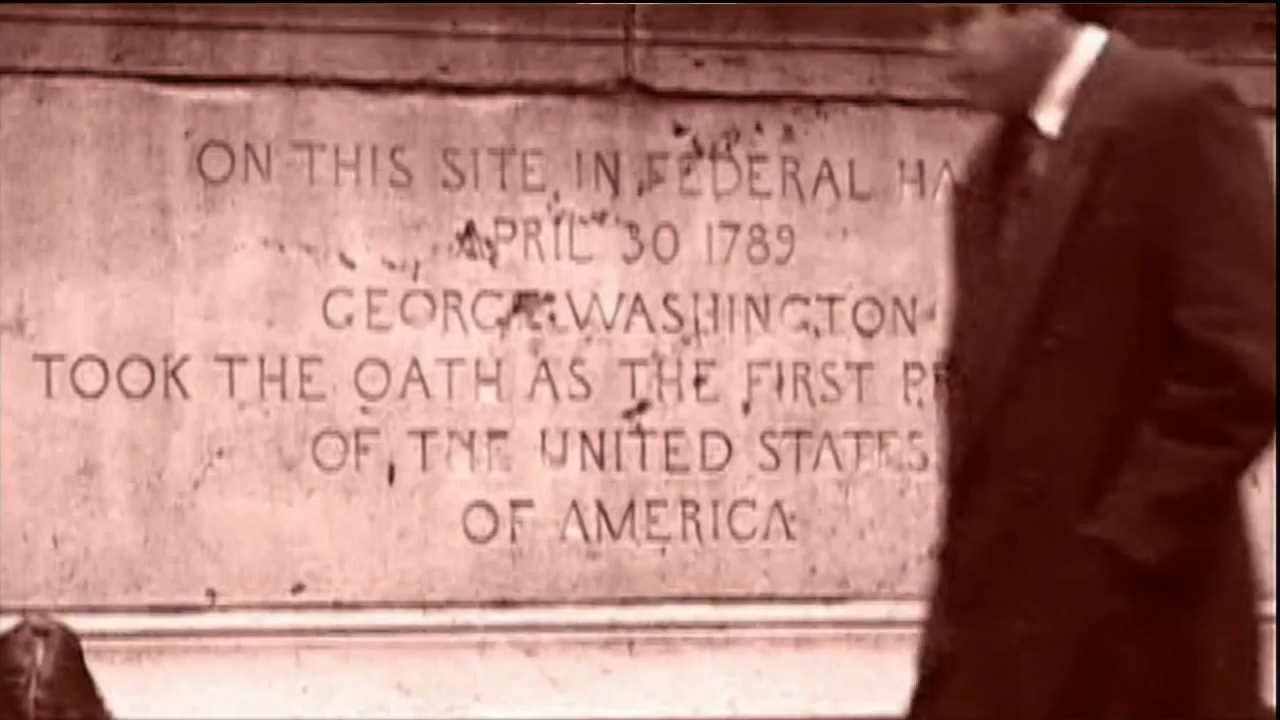 ON THIS SITE IN FEDERAL
APRIL 30 1789
GEORGE WASHINGTON
TOOK THE OATH AS THE FIRST
OF THE UNITED STATES
OF AMERICA